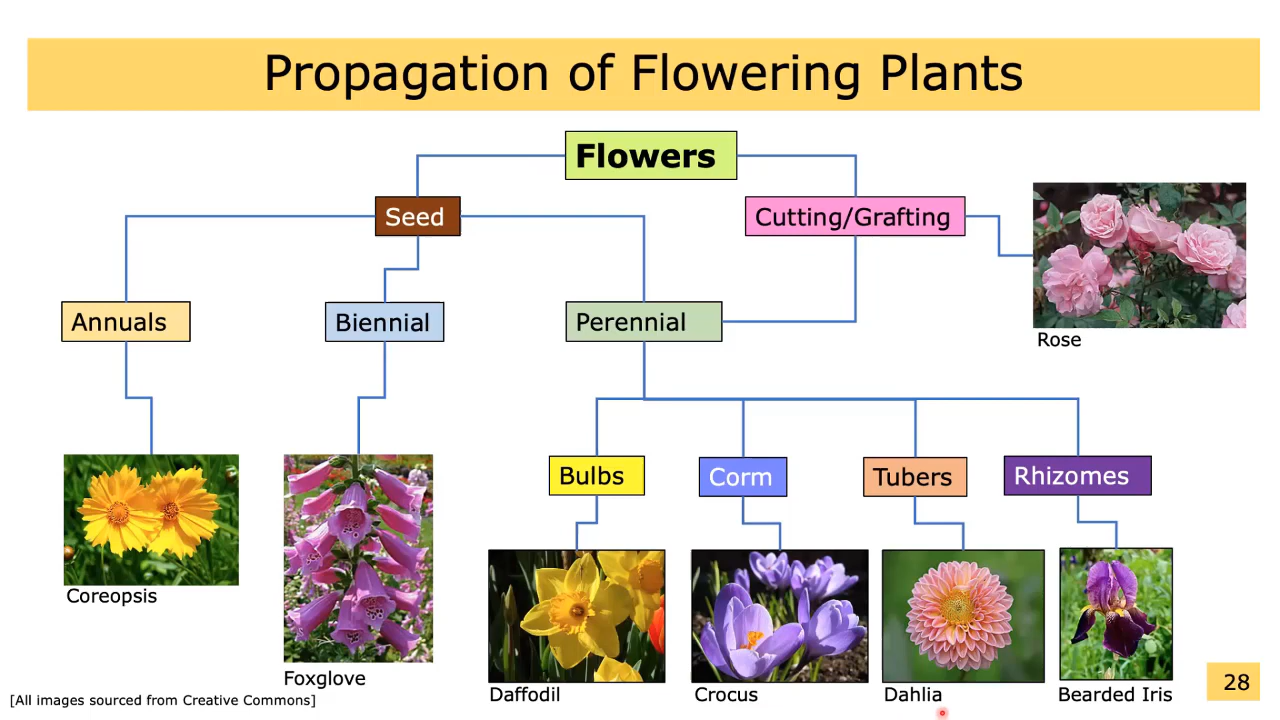 Propagation of Flowering Plants
Flowers
Seed
Cutting/Grafting
Annuals
Biennial
Perennial
Rose
Bulbs
Corm
Tubers
Rhizomes
Coreopsis
Foxglove
Daffodil
Crocus
Dahlia
Bearded Iris
[All images sourced from Creative Commons]
28